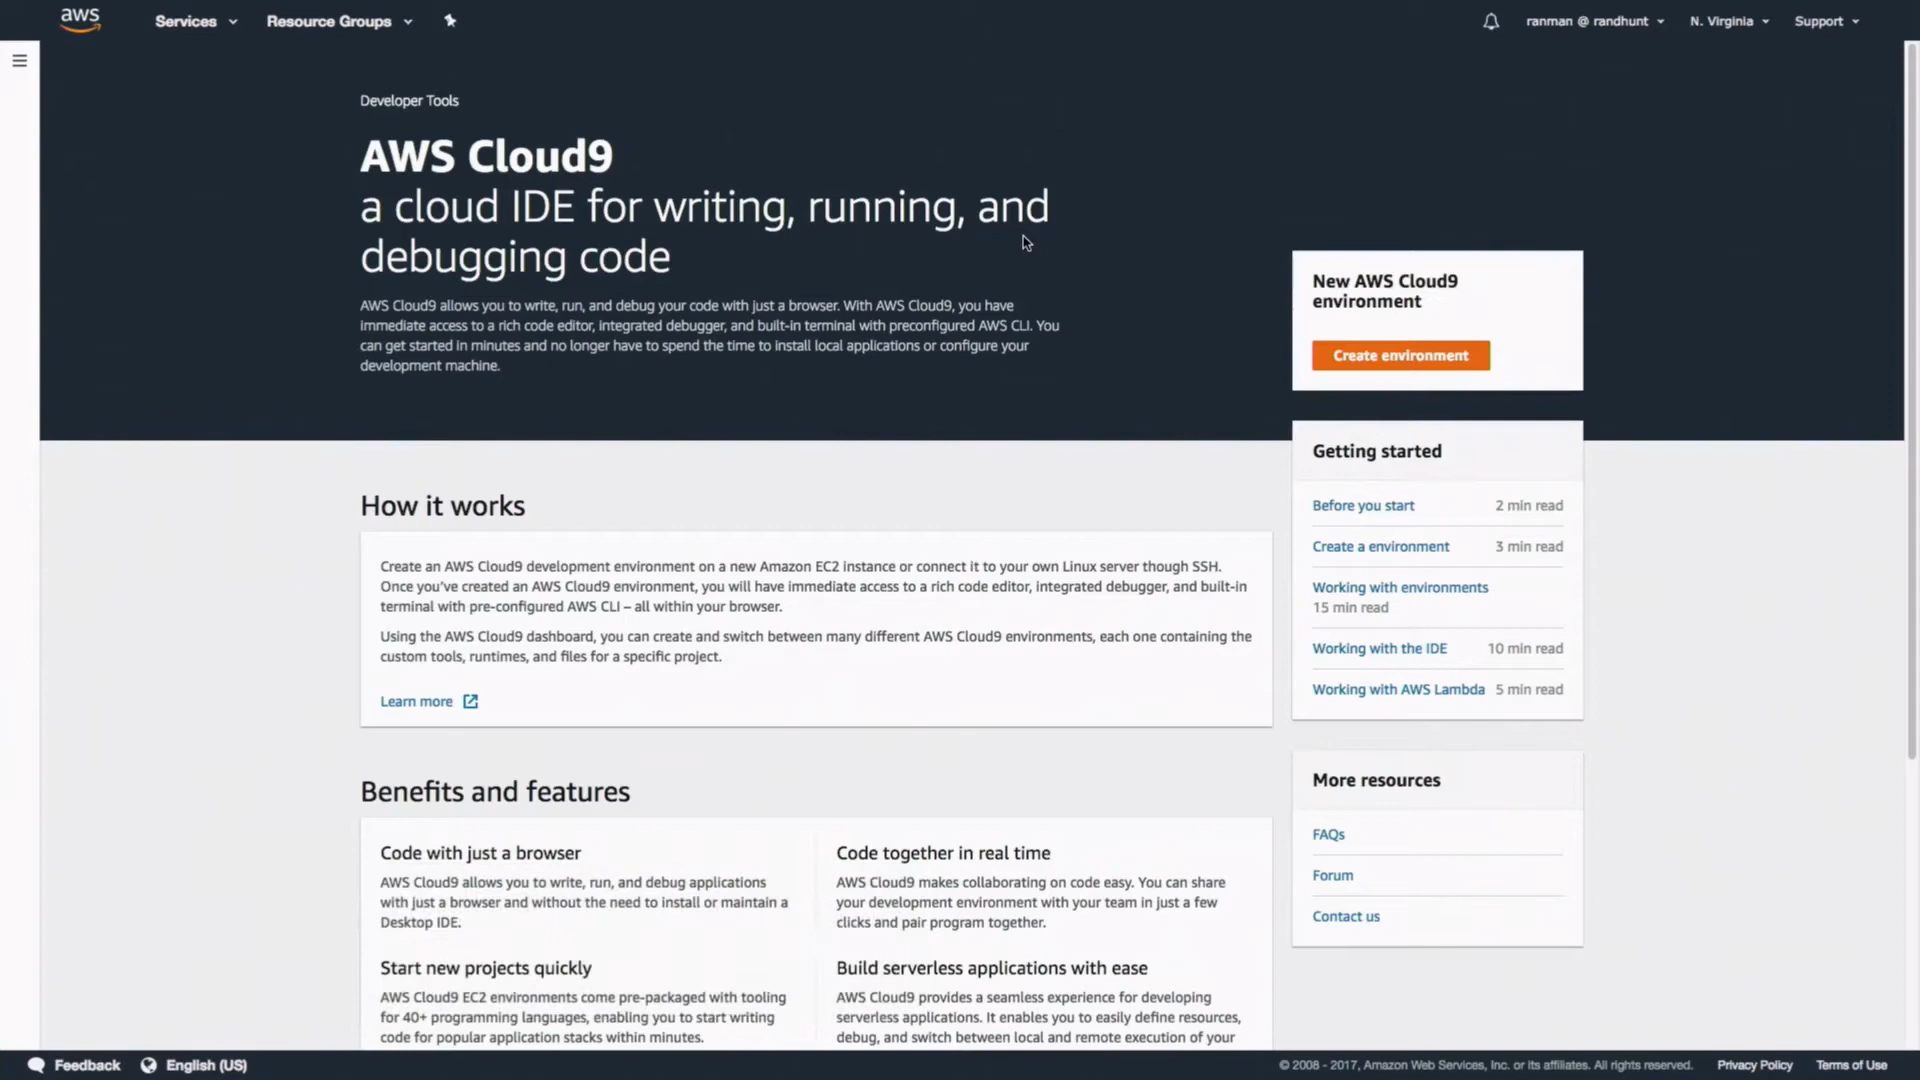 aws
Services
Resource Groups
ranman @ randhunt
N. Virginia
Support
Developer Tools
AWS Cloud9
a cloud IDE for writing, running, and
debugging code
AWS Cloud9 allows you to write, run, and debug your code with just a browser. With AWS Cloud9, you have
immediate access to a rich code editor, integrated debugger, and built-in terminal with preconfigured AWS CLI. You
can get started in minutes and no longer have to spend the time to install local applications or configure your
development machine.
New AWS Cloud9
environment
Create environment
How it works
Create an AWS Cloud9 development environment on a new Amazon EC2 instance or connect it to your own Linux server though SSH.
Once you've created an AWS Cloud9 environment, you will have immediate access to a rich code editor, integrated debugger, and built-in
terminal with pre-configured AWS CLI – all within your browser.
Using the AWS Cloud9 dashboard, you can create and switch between many different AWS Cloud9 environments, each one containing the
custom tools, runtimes, and files for a specific project.
Learn more
Getting started
Before you start 2 min read
Create a environment 3 min read
Working with environments
15 min read
Working with the IDE 10 min read
Working with AWS Lambda 5 min read
Benefits and features
Code with just a browser
AWS Cloud9 allows you to write, run, and debug applications
with just a browser and without the need to install or maintain a
Desktop IDE.
Code together in real time
AWS Cloud9 makes collaborating on code easy. You can share
your development environment with your team in just a few
clicks and pair program together.
Start new projects quickly
AWS Cloud9 EC2 environments come pre-packaged with tooling
for 40+ programming languages, enabling you to start writing
code for popular application stacks within minutes.
Build serverless applications with ease
AWS Cloud9 provides a seamless experience for developing
serverless applications. It enables you to easily define resources,
debug, and switch between local and remote execution of your
More resources
FAQs
Forum
Contact us
Feedback
English (US)
© 2008 - 2017, Amazon Web Services, Inc. or its affiliates. All rights reserved.
Privacy Policy
Terms of Use